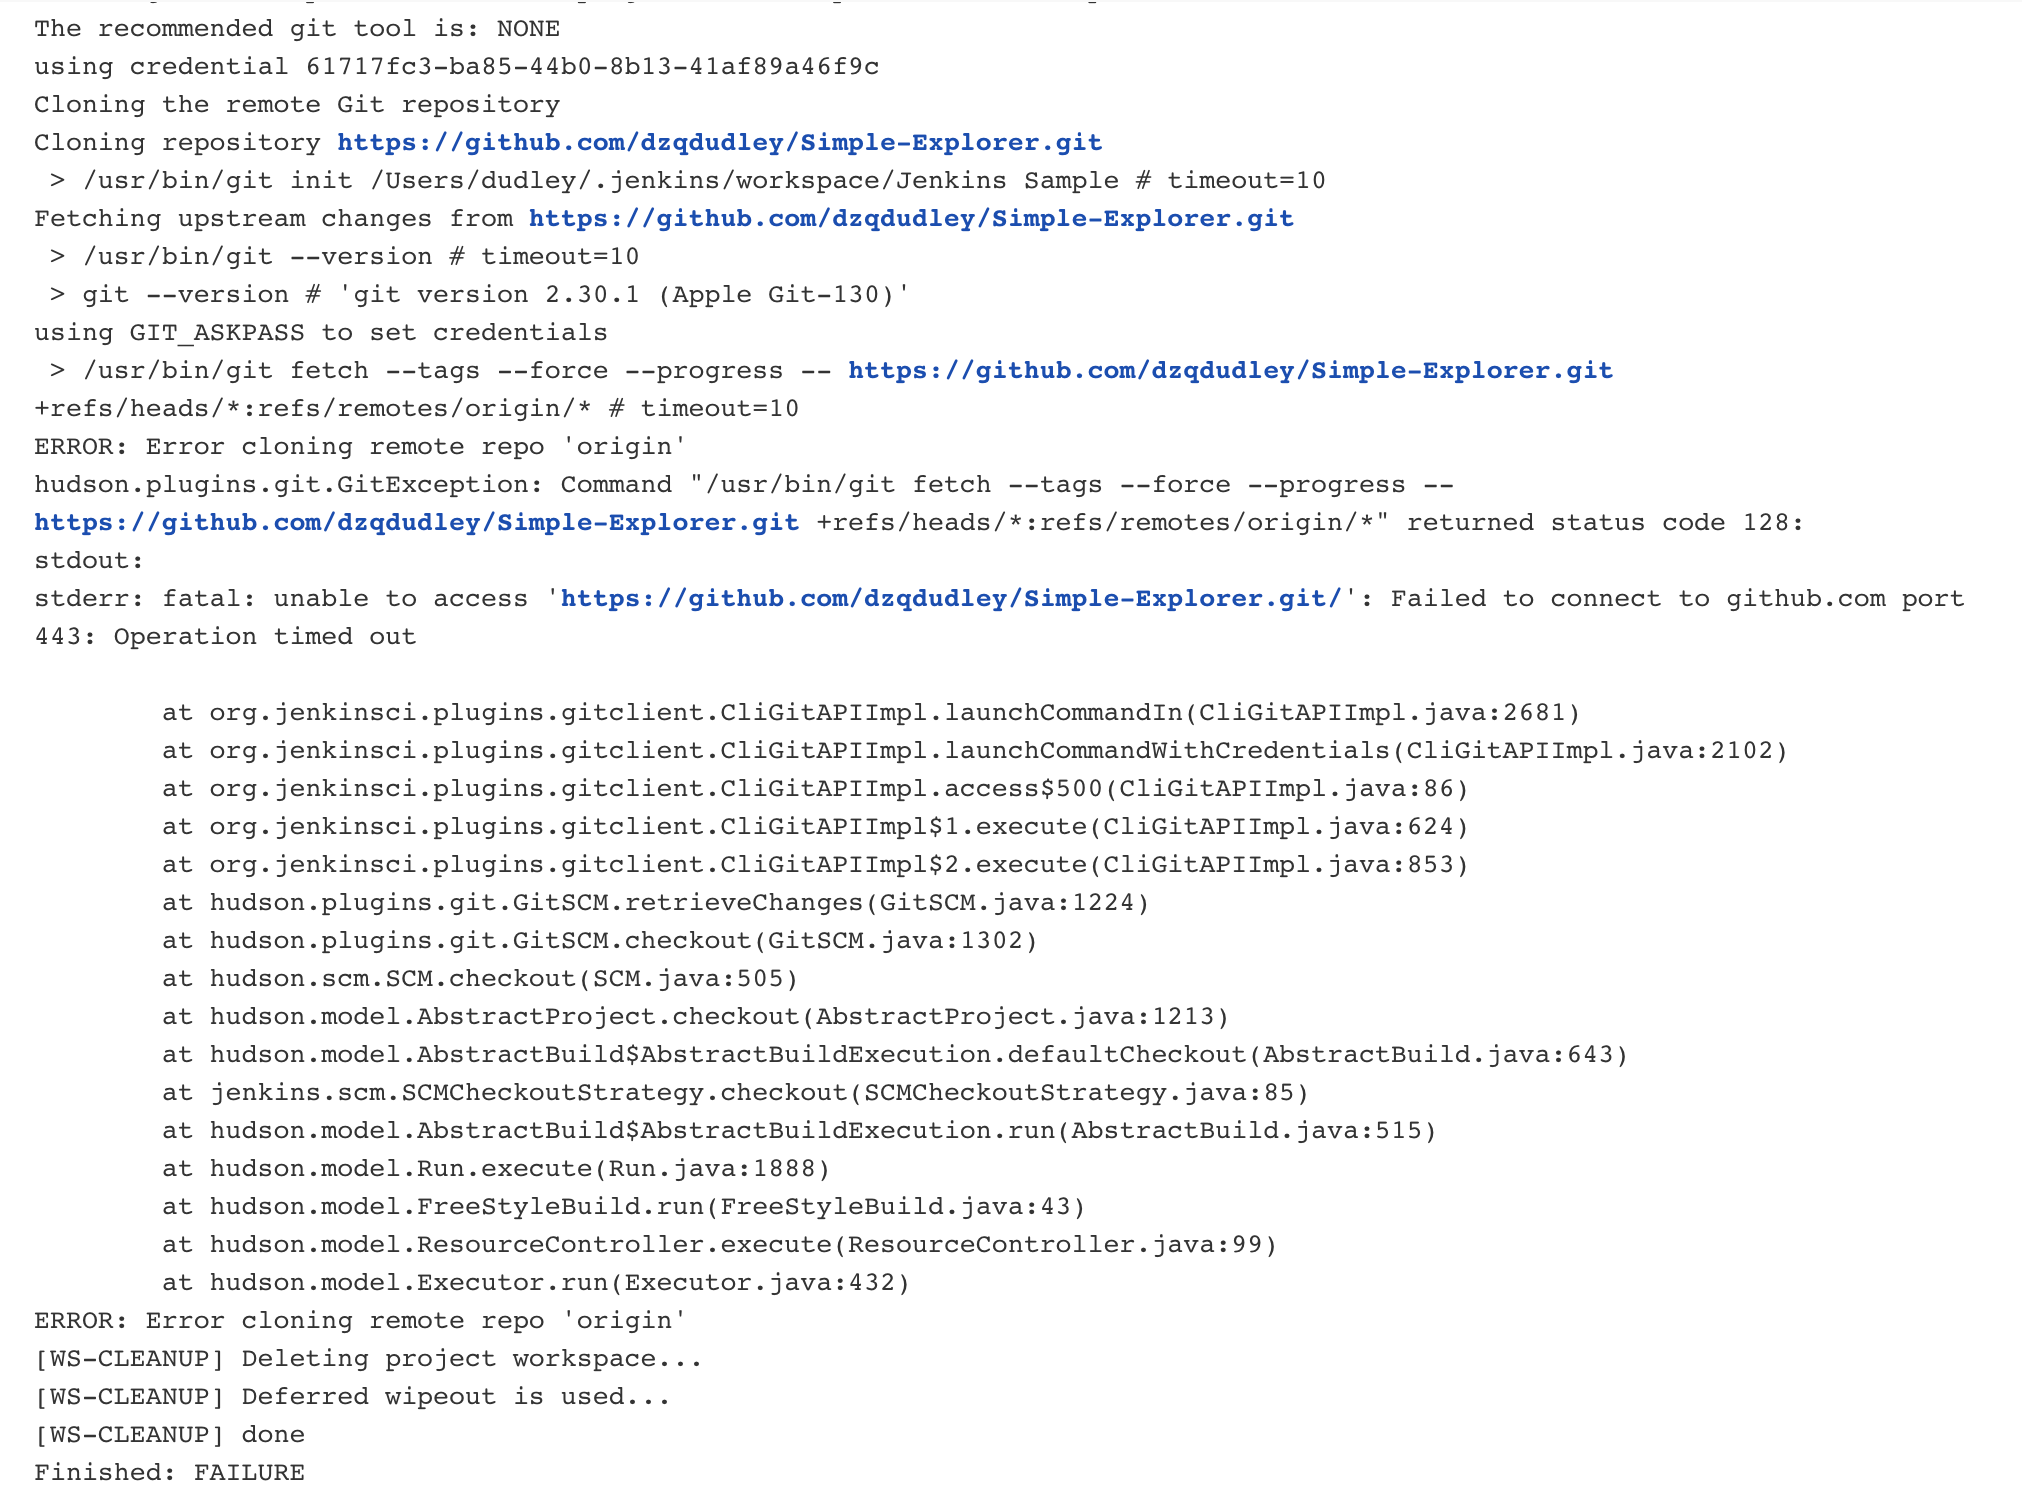 The recommended git tool is: NONE
using credential 61717fc3-ba85-44b0-8b13-41af89a46f9c
Cloning the remote Git repository
Cloning repository https://github.com/dzqdudley/Simple-Explorer.git
 > /usr/bin/git init /Users/dudley/.jenkins/workspace/Jenkins Sample # timeout=10
Fetching upstream changes from https://github.com/dzqdudley/Simple-Explorer.git
 > /usr/bin/git --version # timeout=10
 > git --version # 'git version 2.30.1 (Apple Git-130)'
using GIT_ASKPASS to set credentials
 > /usr/bin/git fetch --tags --force --progress -- https://github.com/dzqdudley/Simple-Explorer.git
+refs/heads/*:refs/remotes/origin/* # timeout=10
ERROR: Error cloning remote repo 'origin'
hudson.plugins.git.GitException: Command "/usr/bin/git fetch --tags --force --progress --
https://github.com/dzqdudley/Simple-Explorer.git +refs/heads/*:refs/remotes/origin/*" returned status code 128:
stdout:
stderr: fatal: unable to access 'https://github.com/dzqdudley/Simple-Explorer.git/': Failed to connect to github.com port
443: Operation timed out

	at org.jenkinsci.plugins.gitclient.CliGitAPIImpl.launchCommandIn(CliGitAPIImpl.java:2681)
	at org.jenkinsci.plugins.gitclient.CliGitAPIImpl.launchCommandWithCredentials(CliGitAPIImpl.java:2102)
	at org.jenkinsci.plugins.gitclient.CliGitAPIImpl.access$500(CliGitAPIImpl.java:86)
	at org.jenkinsci.plugins.gitclient.CliGitAPIImpl$1.execute(CliGitAPIImpl.java:624)
	at org.jenkinsci.plugins.gitclient.CliGitAPIImpl$2.execute(CliGitAPIImpl.java:853)
	at hudson.plugins.git.GitSCM.retrieveChanges(GitSCM.java:1224)
	at hudson.plugins.git.GitSCM.checkout(GitSCM.java:1302)
	at hudson.scm.SCM.checkout(SCM.java:505)
	at hudson.model.AbstractProject.checkout(AbstractProject.java:1213)
	at hudson.model.AbstractBuild$AbstractBuildExecution.defaultCheckout(AbstractBuild.java:643)
	at jenkins.scm.SCMCheckoutStrategy.checkout(SCMCheckoutStrategy.java:85)
	at hudson.model.AbstractBuild$AbstractBuildExecution.run(AbstractBuild.java:515)
	at hudson.model.Run.execute(Run.java:1888)
	at hudson.model.FreeStyleBuild.run(FreeStyleBuild.java:43)
	at hudson.model.ResourceController.execute(ResourceController.java:99)
	at hudson.model.Executor.run(Executor.java:432)
ERROR: Error cloning remote repo 'origin'
[WS-CLEANUP] Deleting project workspace...
[WS-CLEANUP] Deferred wipeout is used...
[WS-CLEANUP] done
Finished: FAILURE